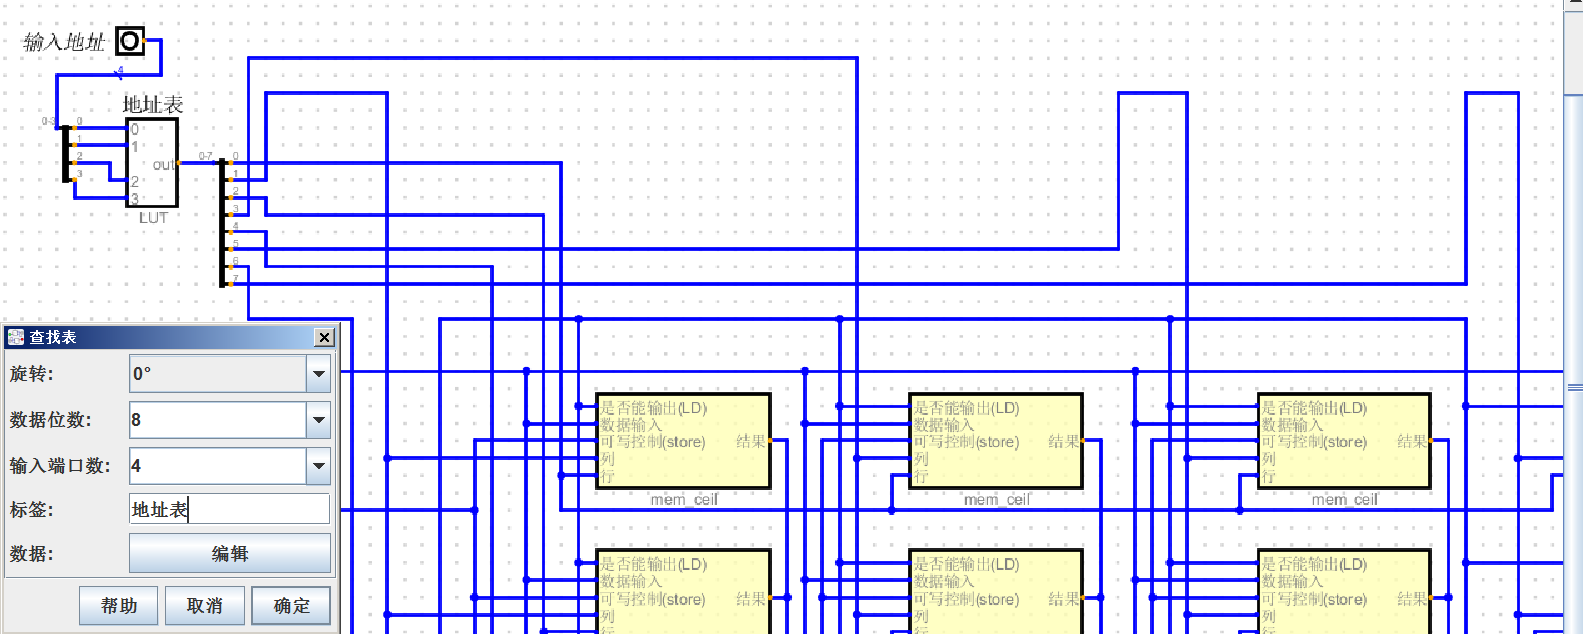 输入地址
4
地址表
0-3
0
1
2
3
0
1
2
3
out
LUT
0-7
0
1
2
3
4
5
6
7
查找表
旋转: 0°
数据位数: 8
输入端口数: 4
标签: 地址表
数据: 编辑
帮助 取消 确定
是否能输出(LD)
数据输入
可写控制(store) 结果
列
行
mem_ceil
是否能输出(LD)
数据输入
可写控制(store) 结果
列
行
mem_ceil
是否能输出(LD)
数据输入
可写控制(store) 结果
列
行
mem_ceil
是否能输出(LD)
数据输入
可写控制(store) 结果
列
行
是否能输出(LD)
数据输入
可写控制(store) 结果
列
行
是否能输出(LD)
数据输入
可写控制(store) 结果
列
行